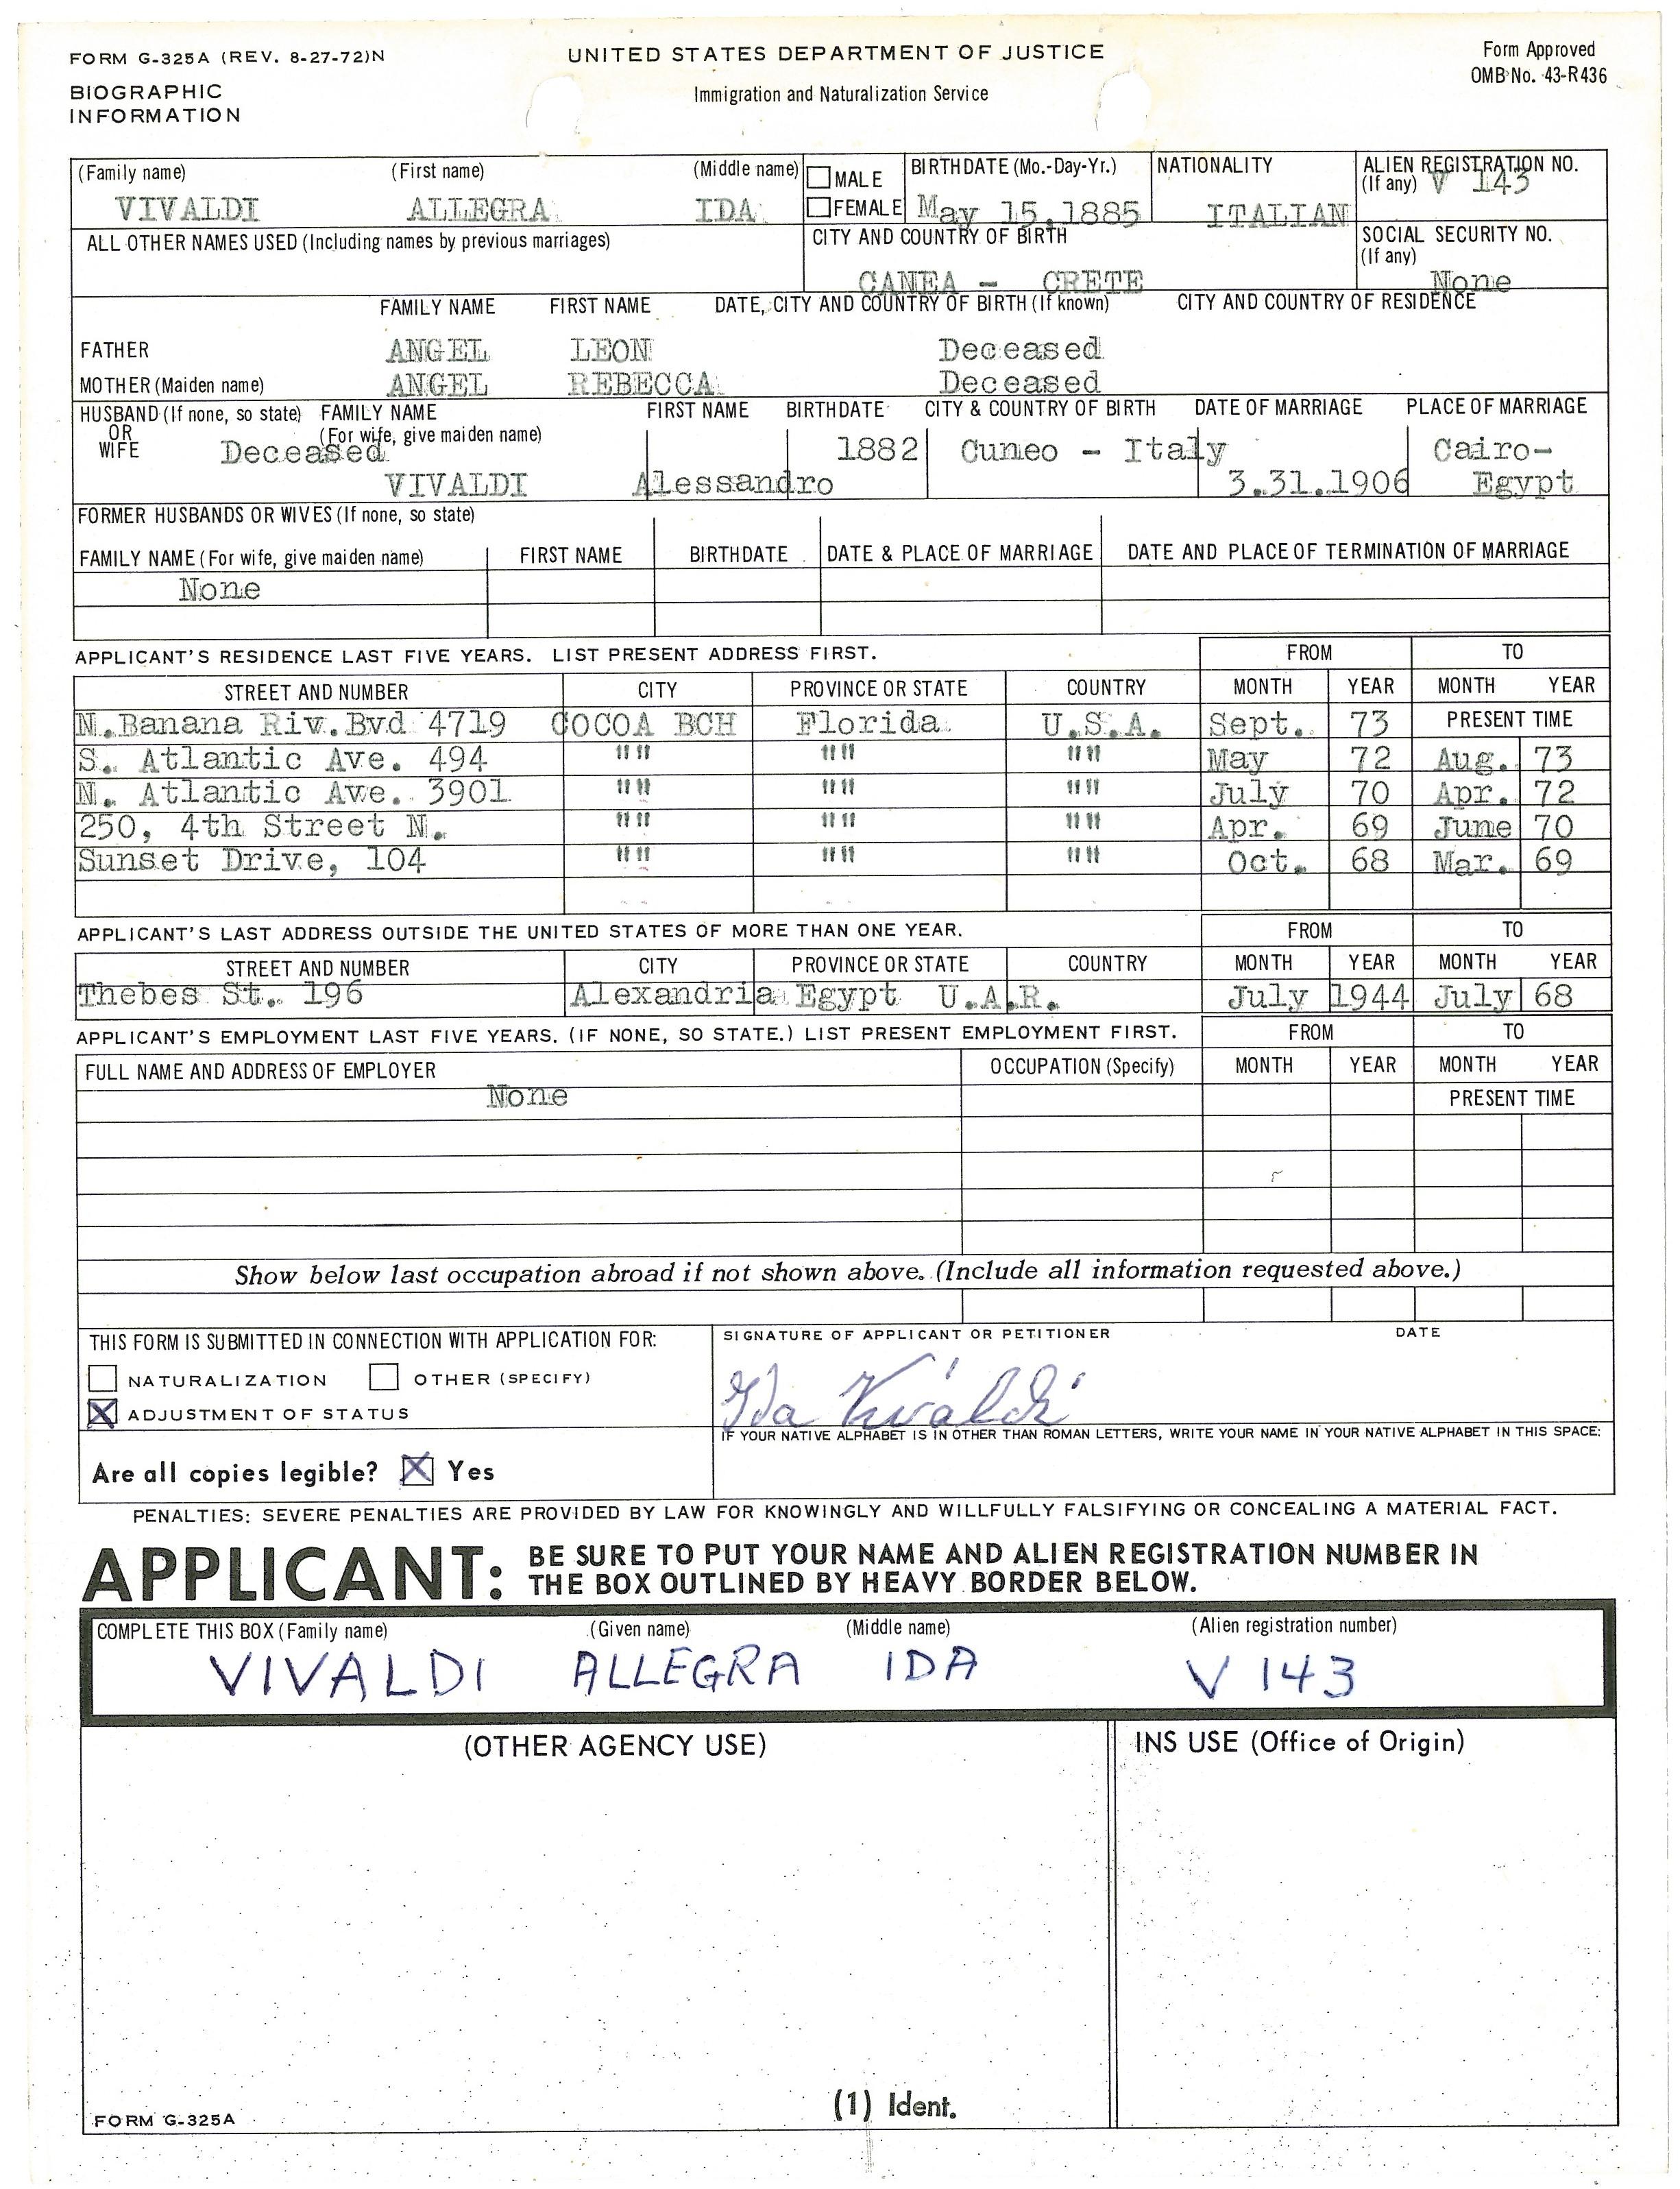 FORM G-325A (REV. 8-27-72)N
UNITED STATES DEPARTMENT OF JUSTICE
Form Approved
OMB No. 43-R436
BIOGRAPHIC
INFORMATION
Immigration and Naturalization Service
(Family name) (First name) (Middle name) MALE BIRTHDATE (Mo.-Day-Yr.) NATIONALITY ALIEN REGISTRATION NO.
(If any) V 143
VIVALDI ALLEGRA IDA FEMALE May 15,1885 ITALIAN
ALL OTHER NAMES USED (Including names by previous marriages) CITY AND COUNTRY OF BIRTH SOCIAL SECURITY NO.
(If any)
CANEA - CRETE None
FAMILY NAME FIRST NAME DATE, CITY AND COUNTRY OF BIRTH (If known) CITY AND COUNTRY OF RESIDENCE
FATHER ANGEL LEON Deceased
MOTHER (Maiden name) ANGEL REBECCA Deceased
HUSBAND (If none, so state) FAMILY NAME FIRST NAME BIRTHDATE CITY & COUNTRY OF BIRTH DATE OF MARRIAGE PLACE OF MARRIAGE
OR (For wife, give maiden name)
WIFE Deceased 1882 Cuneo - Italy Cairo-
VIVALDI Alessandro 3.31.1906 Egypt
FORMER HUSBANDS OR WIVES (If none, so state)
FAMILY NAME (For wife, give maiden name) FIRST NAME BIRTHDATE DATE & PLACE OF MARRIAGE DATE AND PLACE OF TERMINATION OF MARRIAGE
None
APPLICANT'S RESIDENCE LAST FIVE YEARS. LIST PRESENT ADDRESS FIRST. FROM TO
STREET AND NUMBER CITY PROVINCE OR STATE COUNTRY MONTH YEAR MONTH YEAR
N.Banana Riv.Bvd 4719 COCOA BCH Florida U.S.A. Sept. 73 PRESENT TIME
S. Atlantic Ave. 494 "" "" "" May 72 Aug. 73
N. Atlantic Ave. 3901 "" "" "" July 70 Apr. 72
250, 4th Street N. "" "" "" Apr. 69 June 70
Sunset Drive, 104 "" "" "" Oct. 68 Mar. 69
APPLICANT'S LAST ADDRESS OUTSIDE THE UNITED STATES OF MORE THAN ONE YEAR. FROM TO
STREET AND NUMBER CITY PROVINCE OR STATE COUNTRY MONTH YEAR MONTH YEAR
Thebes St. 196 Alexandria Egypt U.A.R. July 1944 July 68
APPLICANT'S EMPLOYMENT LAST FIVE YEARS. (IF NONE, SO STATE.) LIST PRESENT EMPLOYMENT FIRST. FROM TO
FULL NAME AND ADDRESS OF EMPLOYER OCCUPATION (Specify) MONTH YEAR MONTH YEAR
None PRESENT TIME
Show below last occupation abroad if not shown above. (Include all information requested above.)
THIS FORM IS SUBMITTED IN CONNECTION WITH APPLICATION FOR: SIGNATURE OF APPLICANT OR PETITIONER DATE
NATURALIZATION OTHER (SPECIFY)
X ADJUSTMENT OF STATUS Ida Vivaldi
IF YOUR NATIVE ALPHABET IS IN OTHER THAN ROMAN LETTERS, WRITE YOUR NAME IN YOUR NATIVE ALPHABET IN THIS SPACE:
Are all copies legible? X Yes
PENALTIES: SEVERE PENALTIES ARE PROVIDED BY LAW FOR KNOWINGLY AND WILLFULLY FALSIFYING OR CONCEALING A MATERIAL FACT.
APPLICANT: BE SURE TO PUT YOUR NAME AND ALIEN REGISTRATION NUMBER IN
THE BOX OUTLINED BY HEAVY BORDER BELOW.
COMPLETE THIS BOX (Family name) (Given name) (Middle name) (Alien registration number)
VIVALDI ALLEGRA IDA V 143
(OTHER AGENCY USE) INS USE (Office of Origin)
(1) Ident.
FORM G-325A